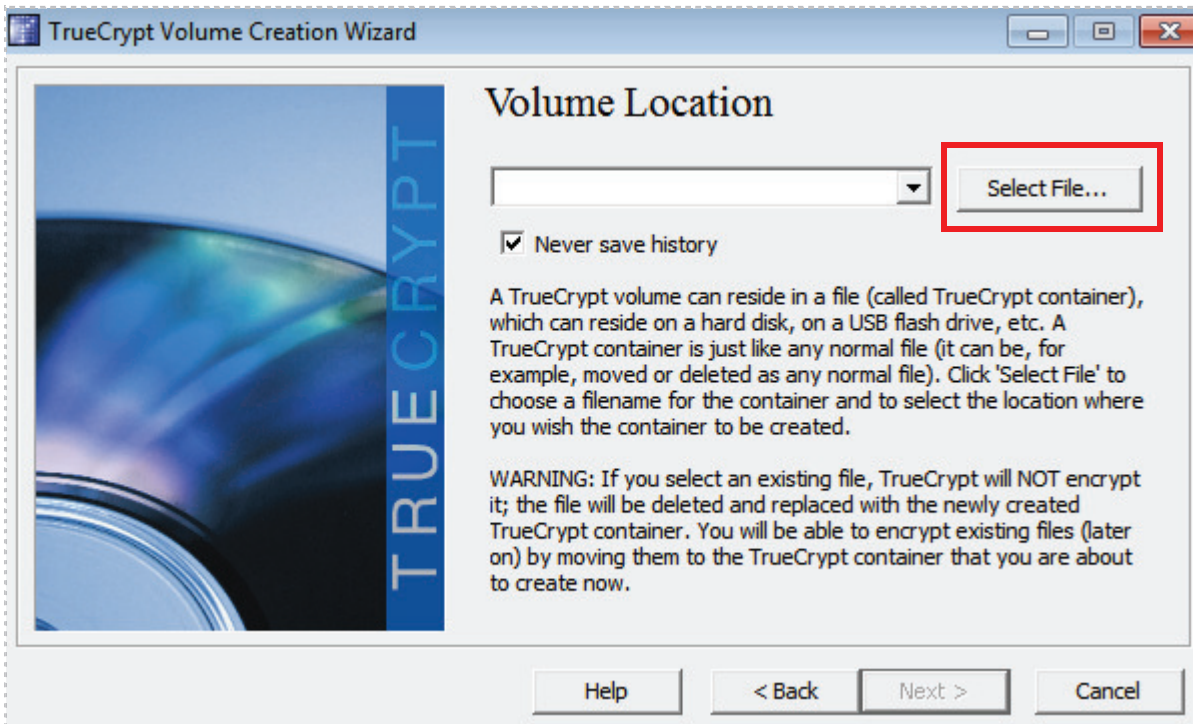 TrueCrypt Volume Creation Wizard
TRUECRYPT
Volume Location
Select File...
Never save history
A TrueCrypt volume can reside in a file (called TrueCrypt container),
which can reside on a hard disk, on a USB flash drive, etc. A
TrueCrypt container is just like any normal file (it can be, for
example, moved or deleted as any normal file). Click 'Select File' to
choose a filename for the container and to select the location where
you wish the container to be created.
WARNING: If you select an existing file, TrueCrypt will NOT encrypt
it; the file will be deleted and replaced with the newly created
TrueCrypt container. You will be able to encrypt existing files (later
on) by moving them to the TrueCrypt container that you are about
to create now.
Help
< Back
Next >
Cancel